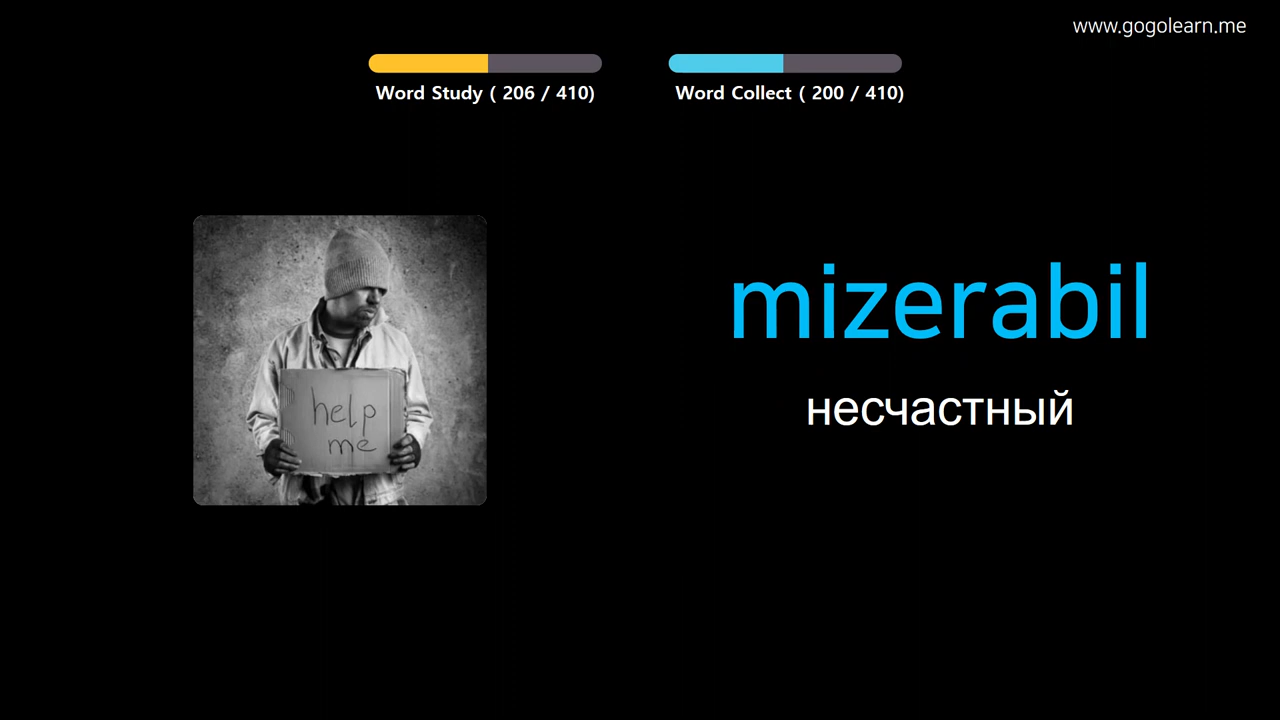 www.gogolearn.me
Word Study ( 206 / 410)
Word Collect ( 200 / 410)
help
me
mizerabil
несчастный